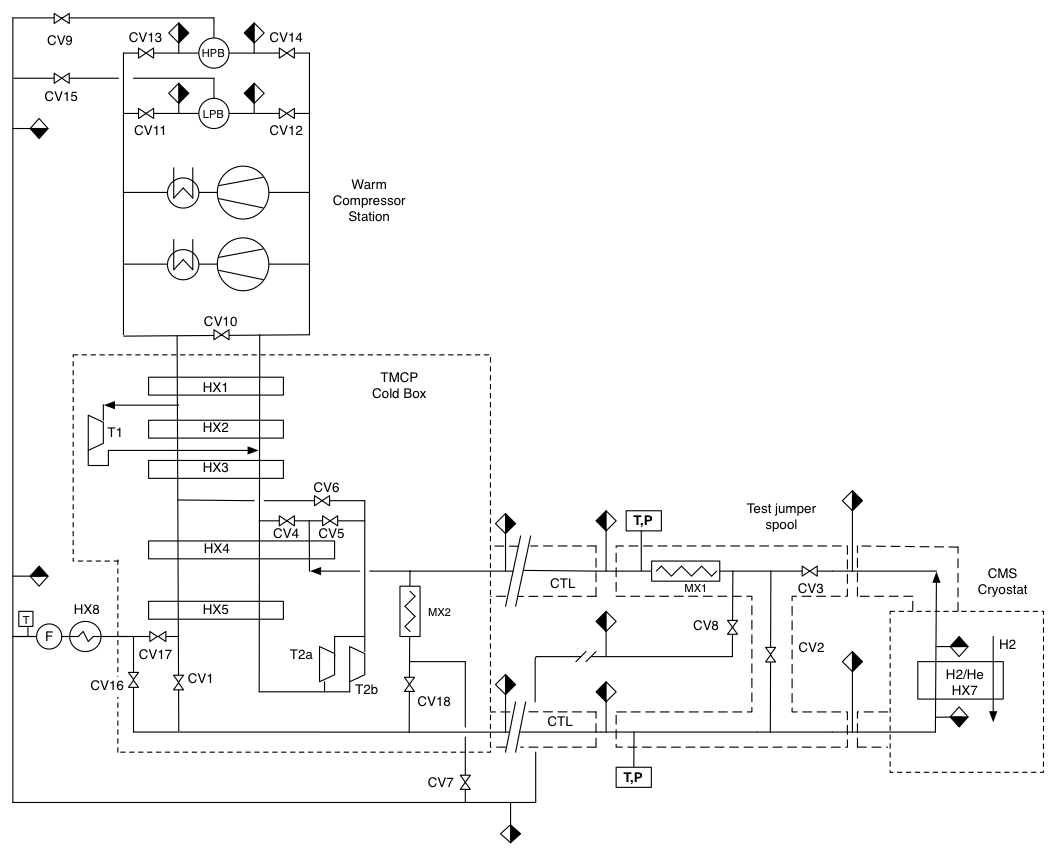 CV9
CV13
HPB
CV14
CV15
CV11
LPB
CV12
Warm
Compressor
Station
CV10
TMCP
Cold Box
HX1
T1
HX2
HX3
CV6
CV4
CV5
HX4
Test jumper
spool
T,P
CTL
MX1
CV3
CMS
Cryostat
HX5
MX2
T
HX8
F
CV17
CV16
CV1
T2a
T2b
CV18
CV8
CV2
H2
H2/He
HX7
CTL
T,P
CV7